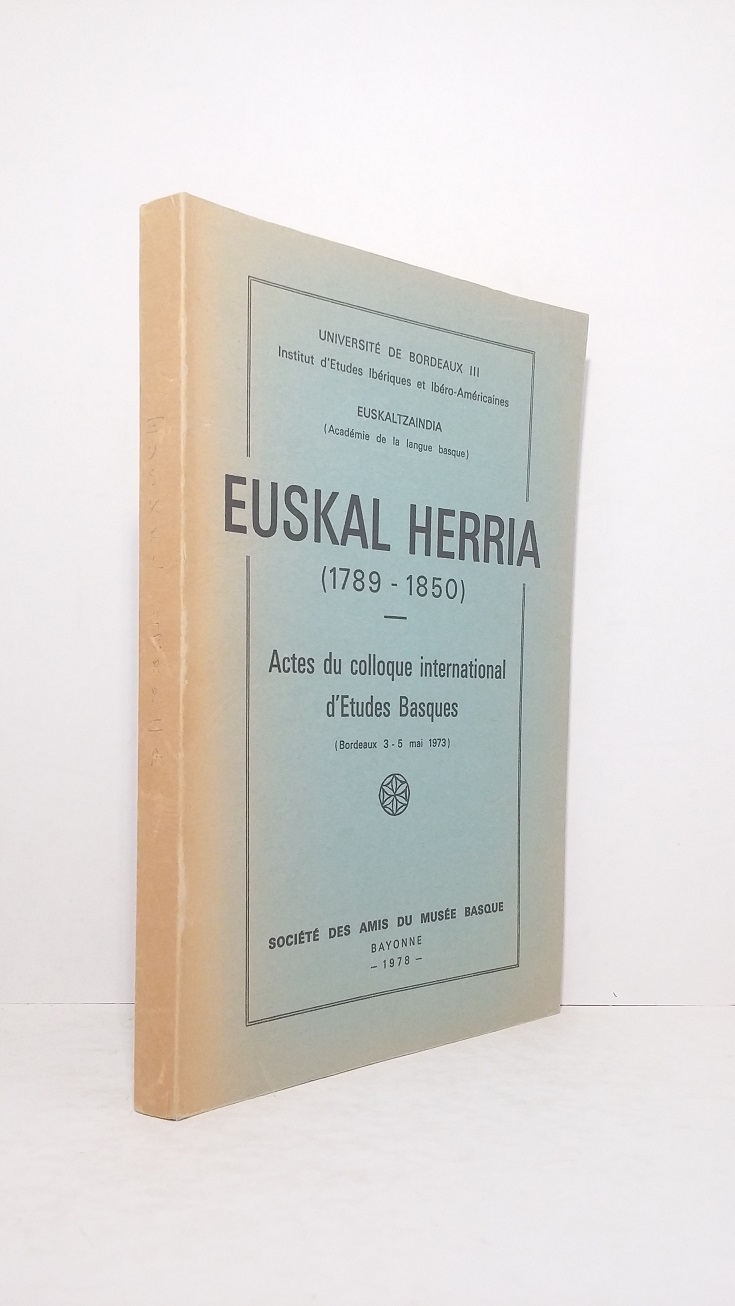 UNIVERSITÉ DE BORDEAUX III
Institut d'Etudes Ibériques et Ibéro-Américaines
EUSKALTZAINDIA
(Académie de la langue basque)
EUSKAL HERRIA
(1789 - 1850)
Actes du colloque international
d'Etudes Basques
(Bordeaux 3 - 5 mai 1973)
SOCIÉTÉ DES AMIS DU MUSÉE BASQUE
BAYONNE
– 1978 –